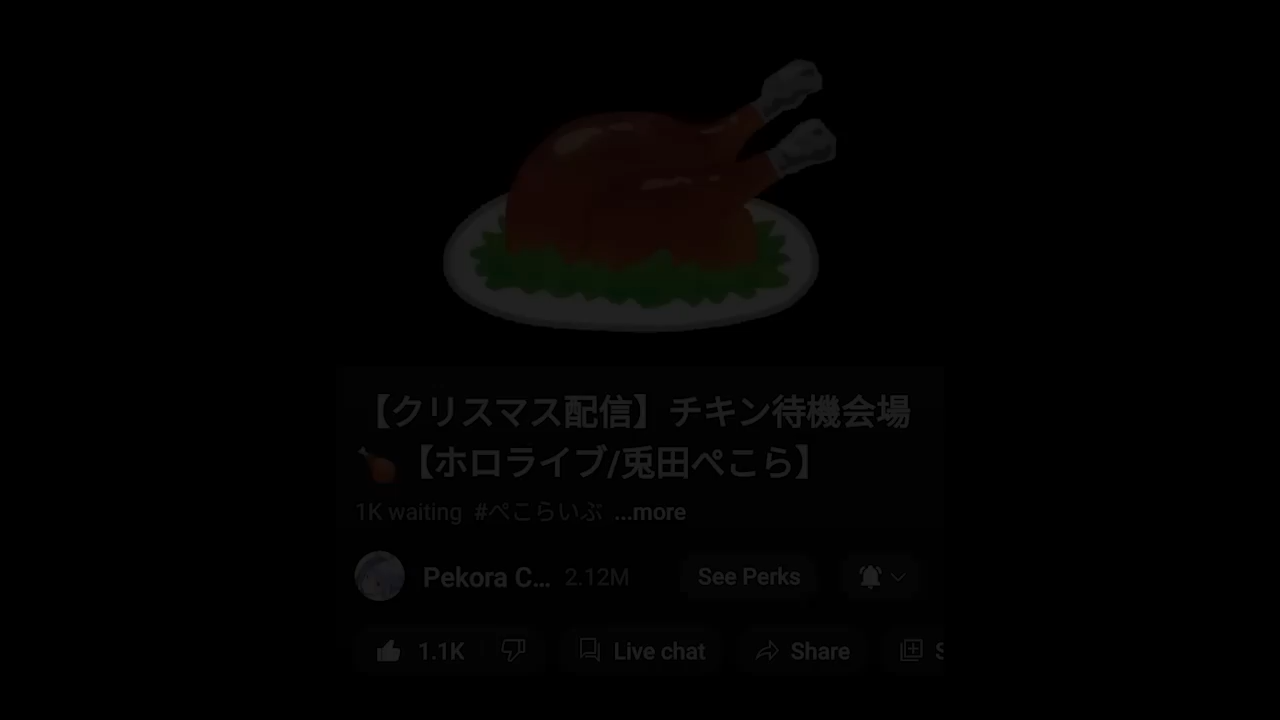 【クリスマス配信】チキン待機会場
🍗【ホロライブ/兎田ぺこら】
1K waiting #ぺこらいぶ ...more
Pekora C... 2.12M See Perks
1.1K Live chat Share S